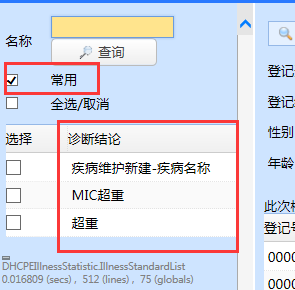 名称
查询
常用
全选/取消
选择 诊断结论
疾病维护新建-疾病名称
MIC超重
超重
DHCPEIllnessStatistic.IllnessStandardList
0.016809 (secs) , 512 (lines) , 75 (globals)
登记
登记
性别
年龄
此次
登记号
0000
0000